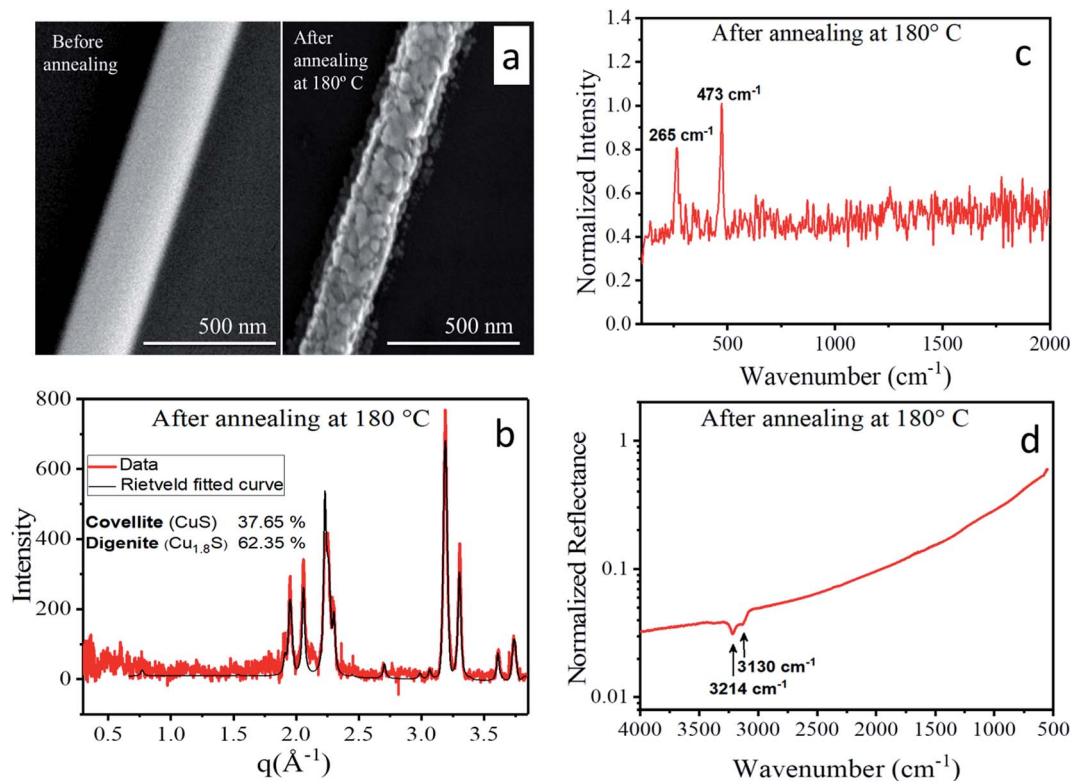 Before
annealing
After
annealing
at 180º C
a
500 nm
500 nm
After annealing at 180° C
c
473 cm-1
265 cm-1
Normalized Intensity
1.4
1.2
1.0
0.8
0.6
0.4
0.2
0.0
500
1000
1500
2000
Wavenumber (cm-1)
After annealing at 180 °C
b
Data
Rietveld fitted curve
Covellite (CuS) 37.65 %
Digenite (Cu1.8S) 62.35 %
Intensity
800
600
400
200
0
0.5
1.0
1.5
2.0
2.5
3.0
3.5
q(Å-1)
After annealing at 180° C
d
Normalized Reflectance
1
0.1
0.01
3130 cm-1
3214 cm-1
4000
3500
3000
2500
2000
1500
1000
500
Wavenumber (cm-1)